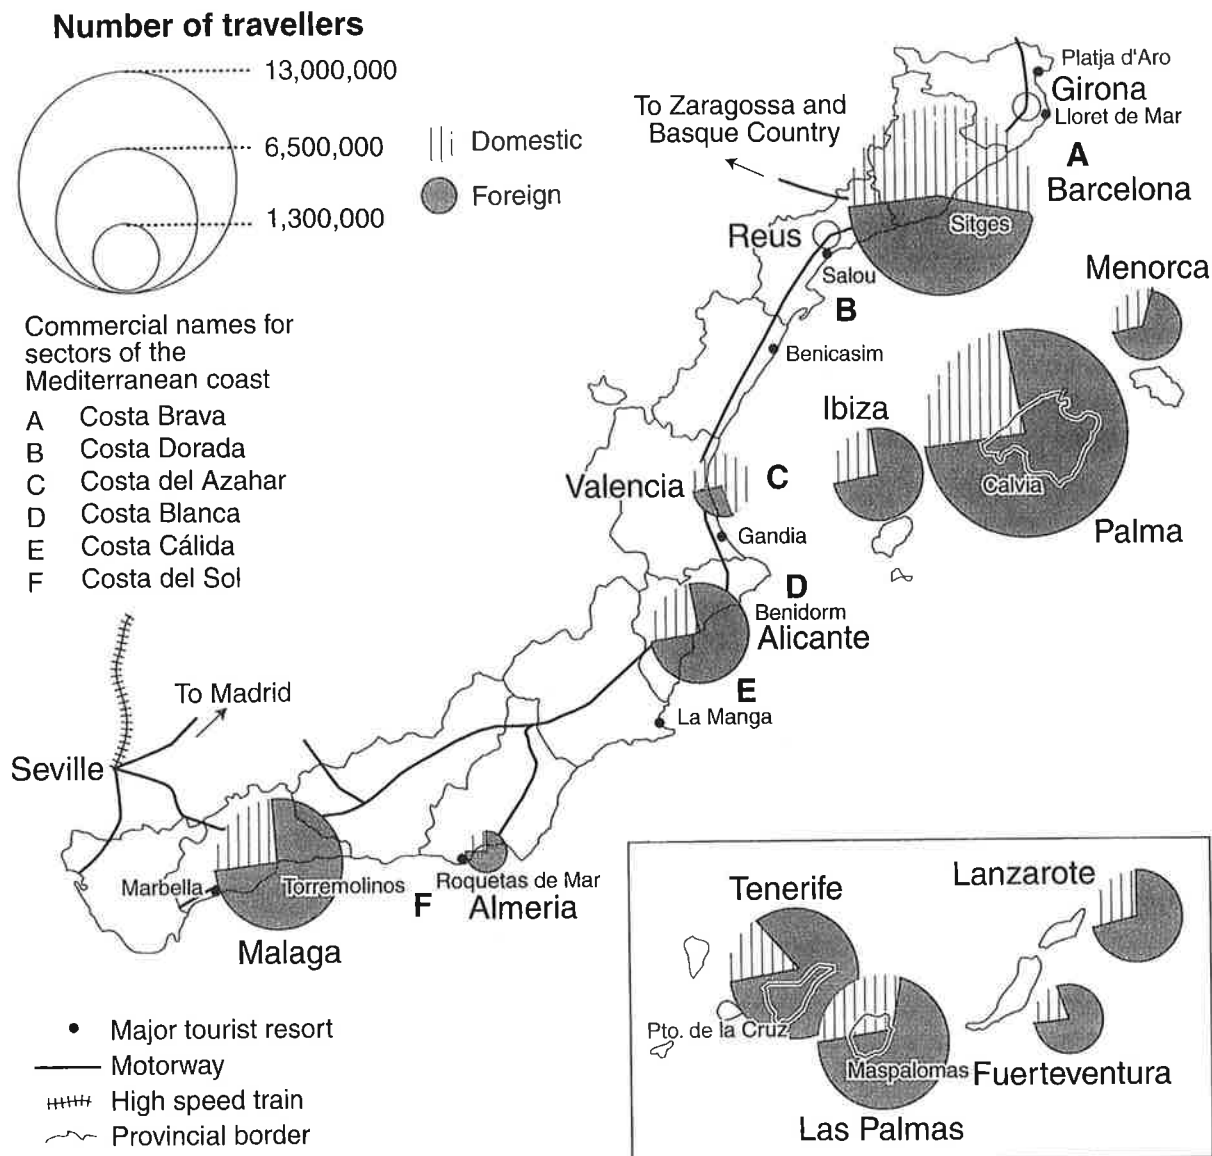 Number of travellers
13,000,000
6,500,000
1,300,000
Domestic
Foreign
Commercial names for
sectors of the
Mediterranean coast
A Costa Brava
B Costa Dorada
C Costa del Azahar
D Costa Blanca
E Costa Cálida
F Costa del Sol
To Zaragossa and
Basque Country
Platja d'Aro
Girona
Lloret de Mar
A
Barcelona
Sitges
Reus
Salou
B
Menorca
Benicasim
Ibiza
Calvia
Palma
Valencia
C
Gandia
D
Benidorm
Alicante
E
La Manga
To Madrid
Seville
Marbella
Torremolinos
Malaga
F
Roquetas de Mar
Almeria
Tenerife
Lanzarote
Pto. de la Cruz
Maspalomas
Fuerteventura
Las Palmas
Major tourist resort
Motorway
High speed train
Provincial border